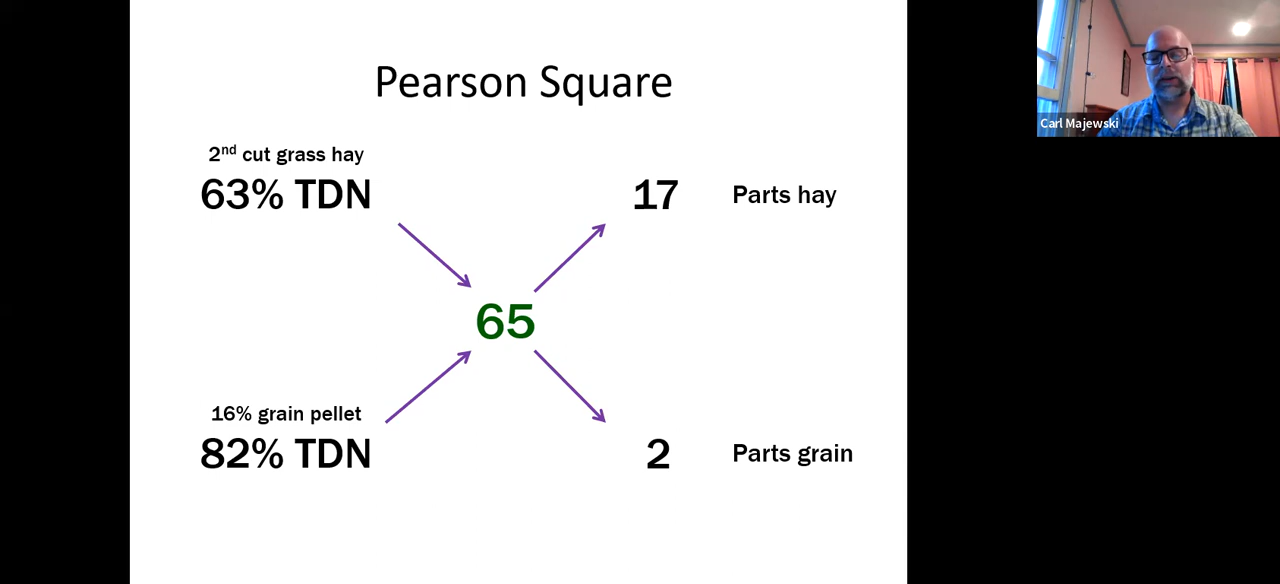 Pearson Square
2nd cut grass hay
63% TDN
17
Parts hay
65
16% grain pellet
82% TDN
2
Parts grain
Carl Majewski